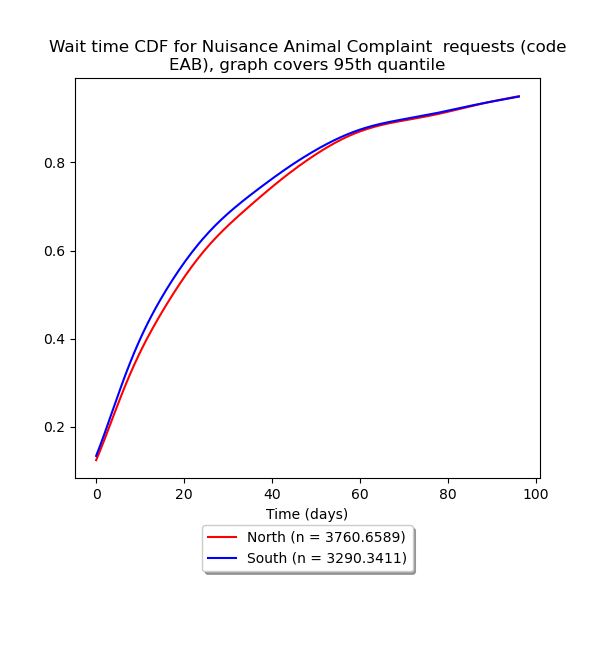 Wait time CDF for Nuisance Animal Complaint  requests (code
EAB), graph covers 95th quantile
0.8
0.6
0.4
0.2
0 20 40 60 80 100
Time (days)
North (n = 3760.6589)
South (n = 3290.3411)